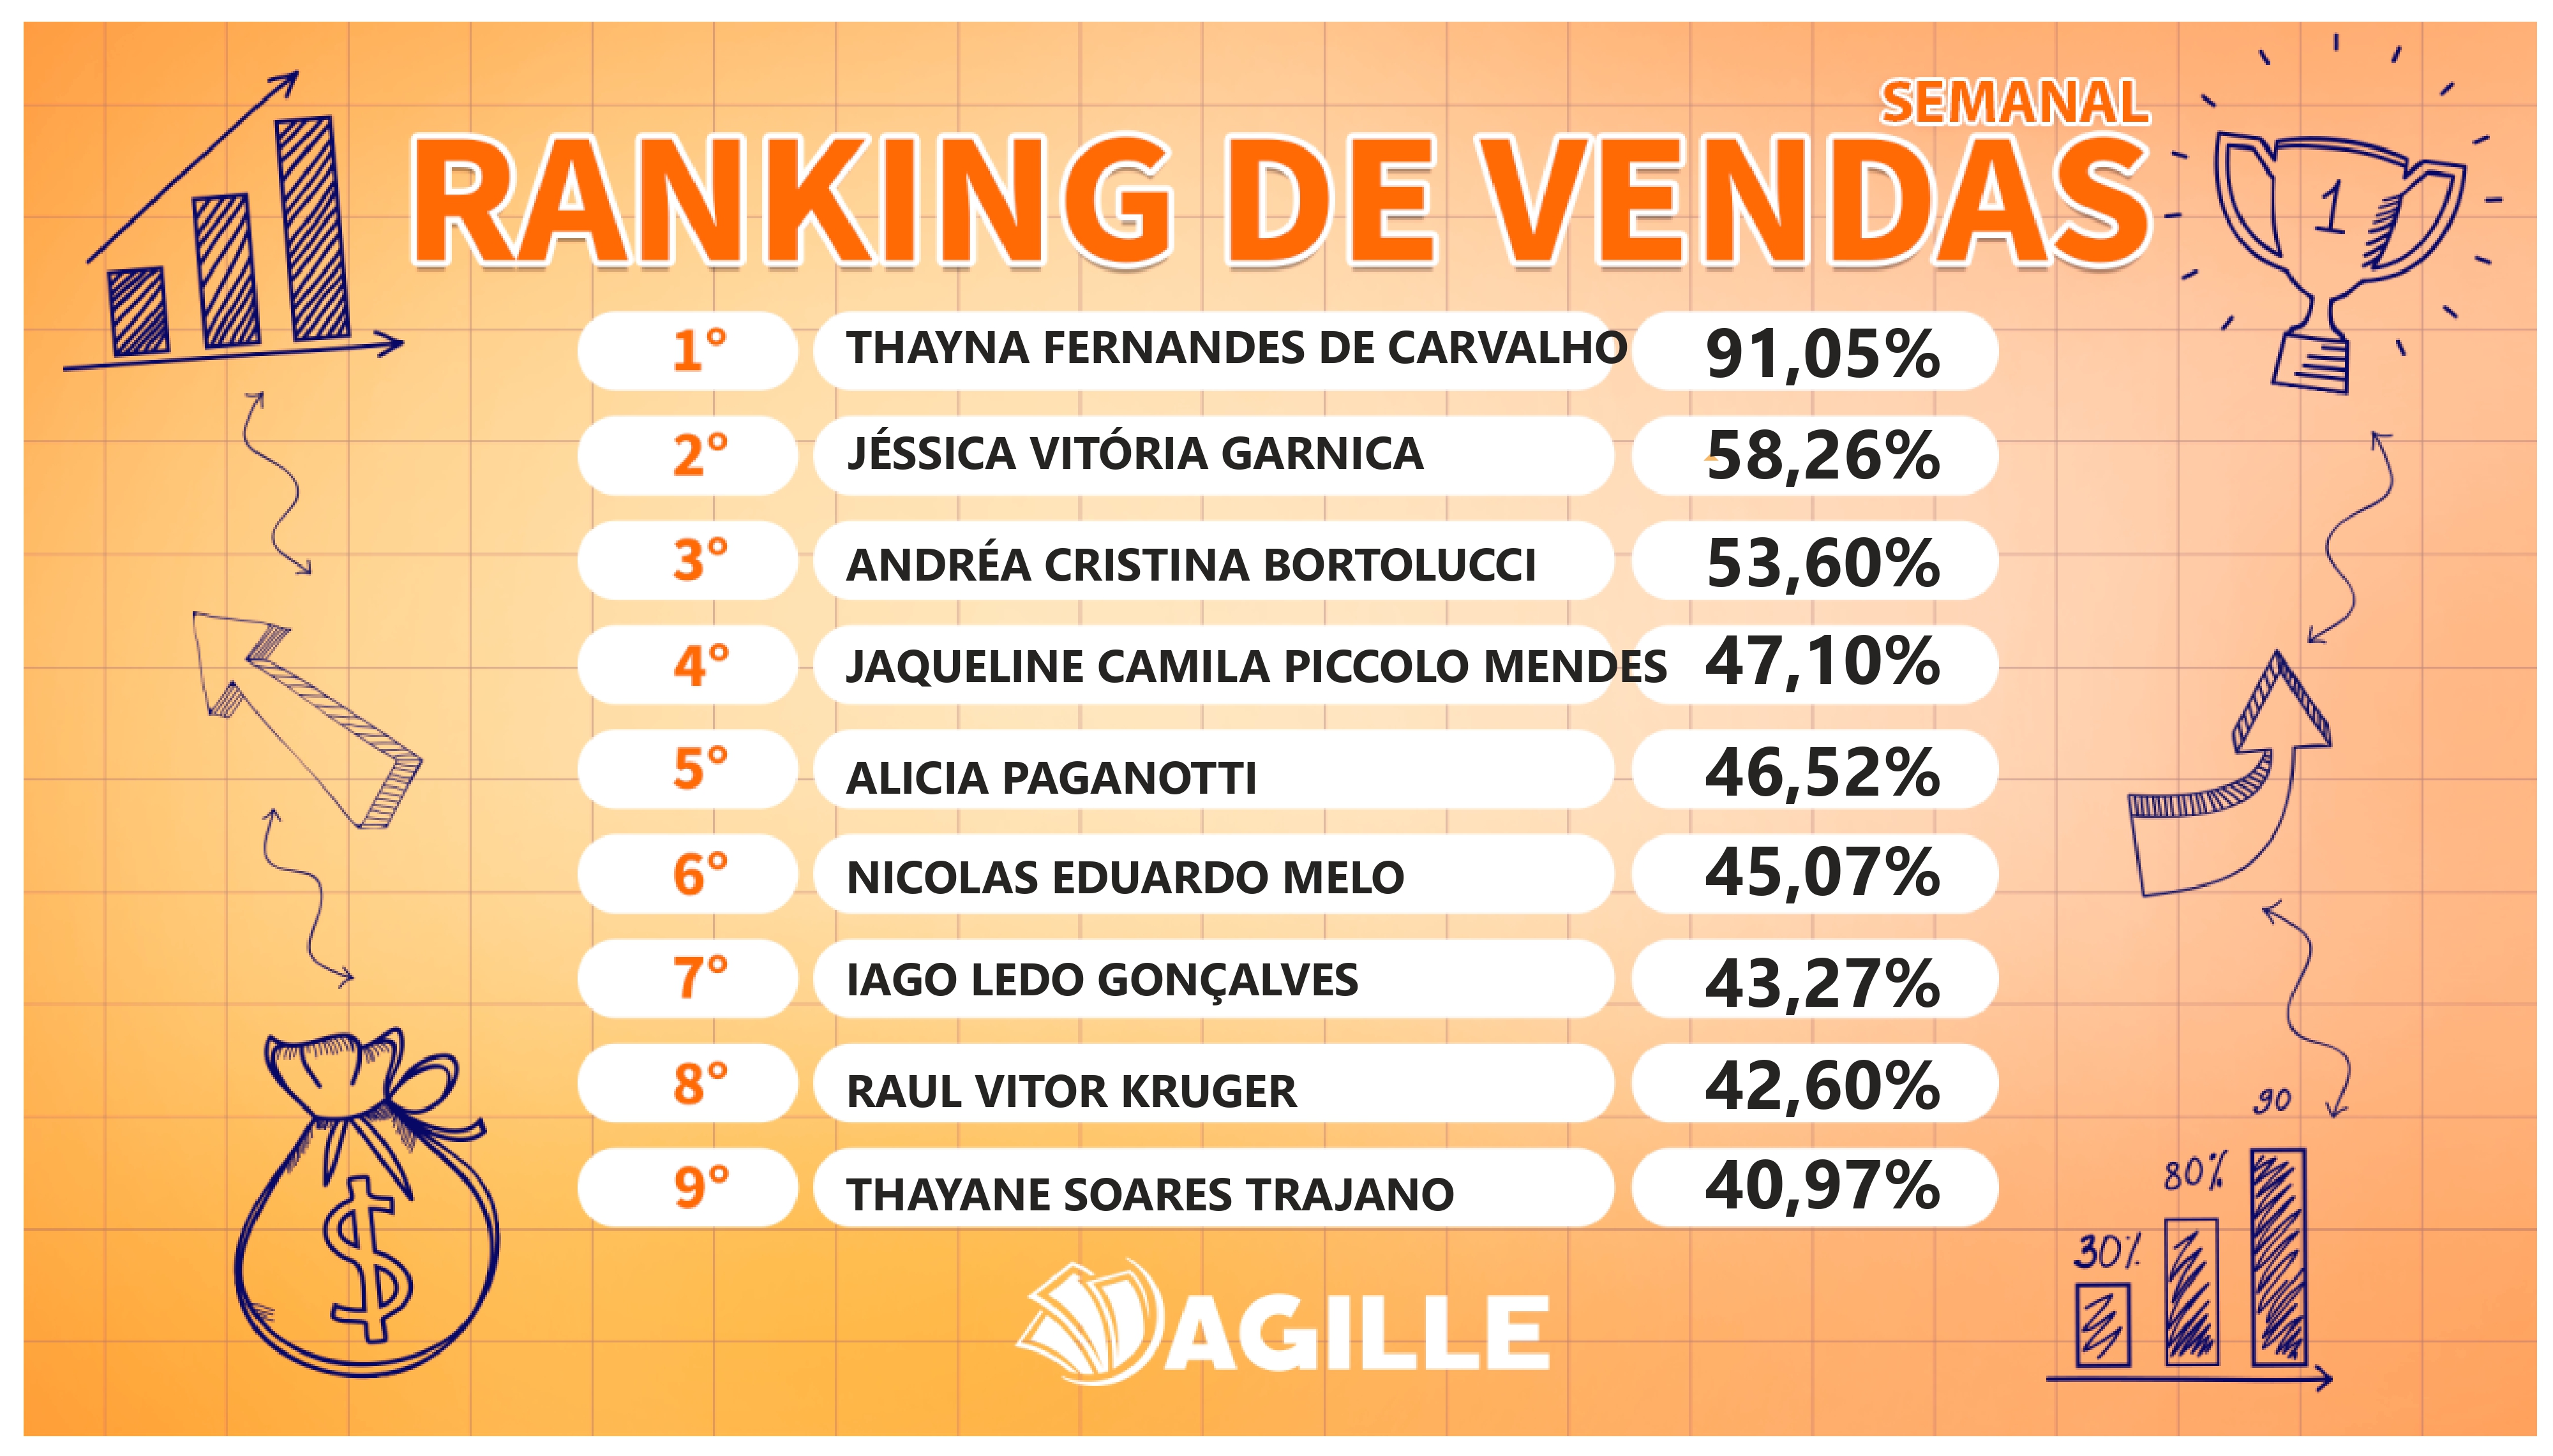 SEMANAL
RANKING DE VENDAS
1
1° THAYNA FERNANDES DE CARVALHO 91,05%
2° JÉSSICA VITÓRIA GARNICA 58,26%
3° ANDRÉA CRISTINA BORTOLUCCI 53,60%
4° JAQUELINE CAMILA PICCOLO MENDES 47,10%
5° ALICIA PAGANOTTI 46,52%
6° NICOLAS EDUARDO MELO 45,07%
7° IAGO LEDO GONÇALVES 43,27%
8° RAUL VITOR KRUGER 42,60%
9° THAYANE SOARES TRAJANO 40,97%
$
90
80%
30%
AGILLE